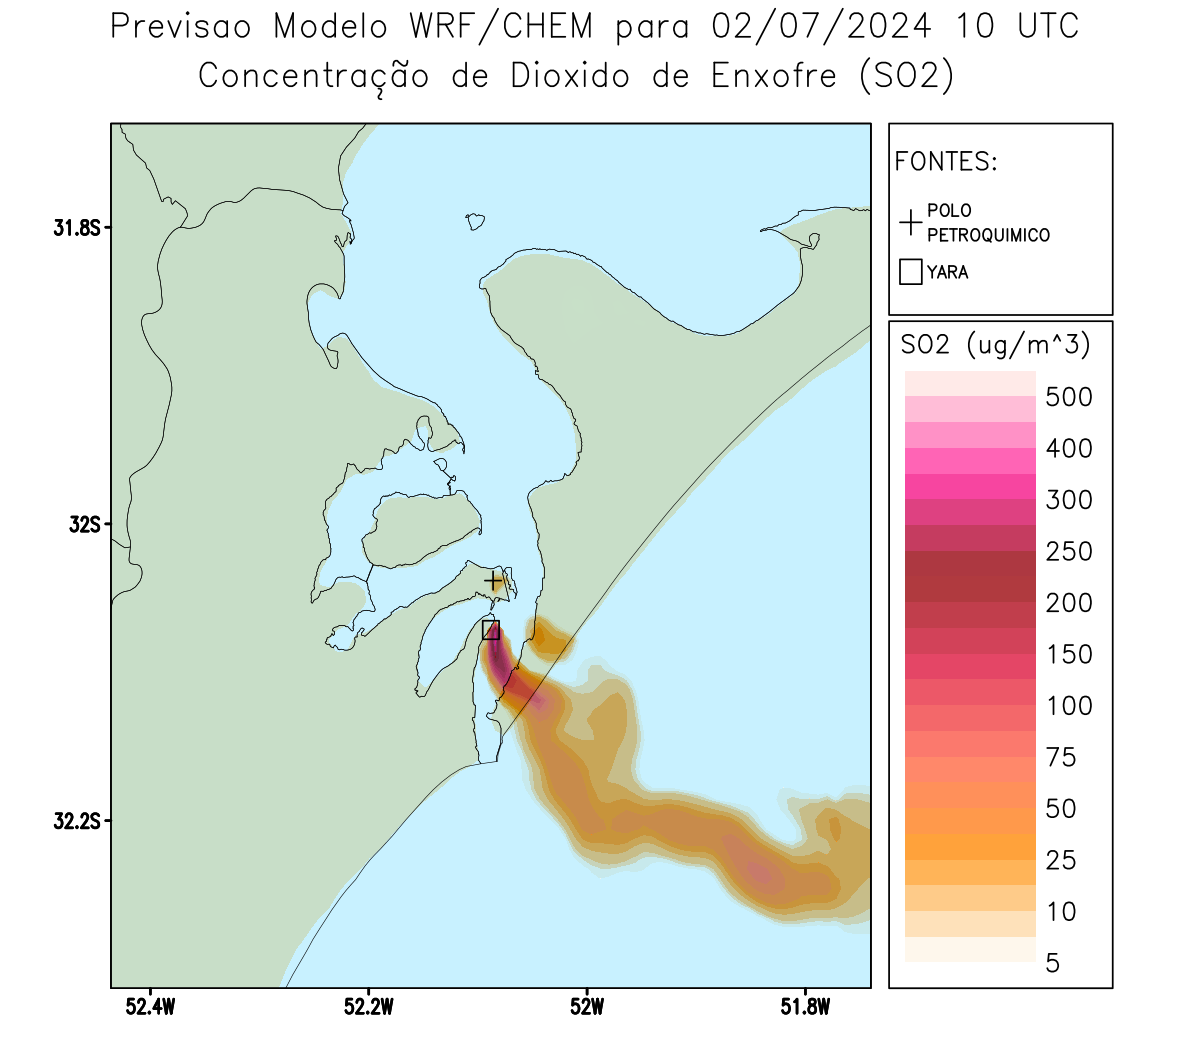 Previsao Modelo WRF/CHEM para 02/07/2024 10 UTC
Concentração de Dioxido de Enxofre (SO2)
FONTES:
POLO
PETROQUIMICO
YARA
SO2 (ug/m^3)
500
400
300
250
200
150
100
75
50
25
10
5
31.8S
32S
32.2S
52.4W
52.2W
52W
51.8W